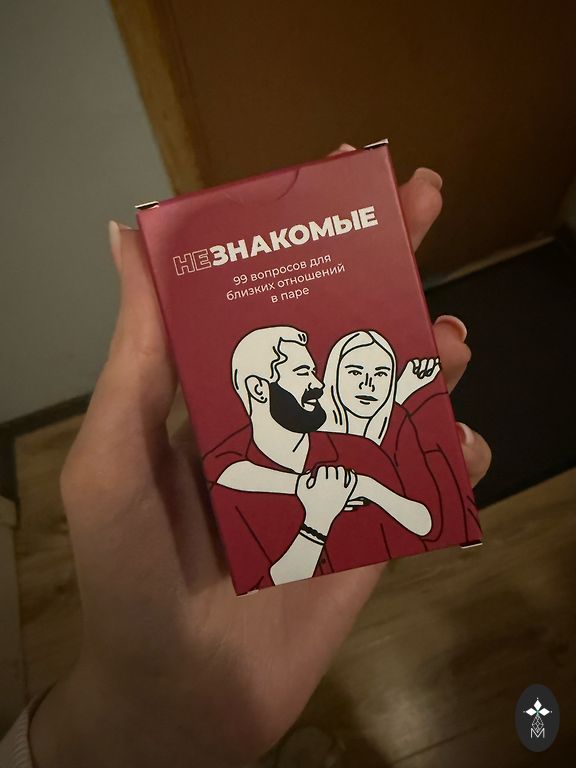 НЕЗНАКОМЫЕ
99 вопросов для
близких отношений
в паре
M